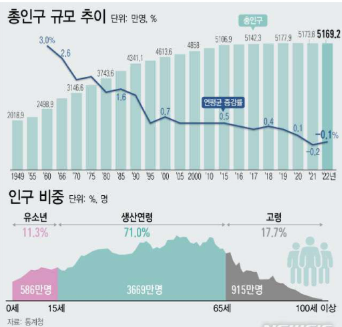 총인구 규모 추이 단위: 만명, %
총인구
5106.9 5142.3 5177.9 5173.8 5169.2
4341.1 4613.6 4858
3743.6
3146.6
2498.9
2018.9
3.0%
2.6
1.6
0.7
연평균 증감률
0.5
0.4
0.1
-0.2
-0.1%
1949 '55 '60 '66 '70 '75 '80 '85 '90 '95 2000 '10 '15 '17 '18 '19 '20 '21 '22년
인구 비중 단위: %, 명
유소년 생산연령 고령
11.3% 71.0% 17.7%
586만명 3669만명 915만명
0세 15세 65세 100세 이상
자료: 통계청